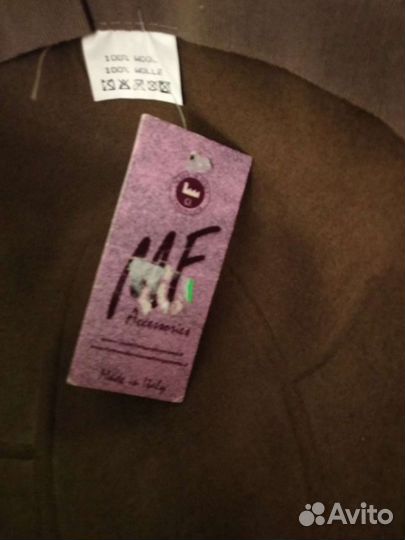 100% WOOL
100% WOLLE
MF
Accessories
Made in Italy
Avito